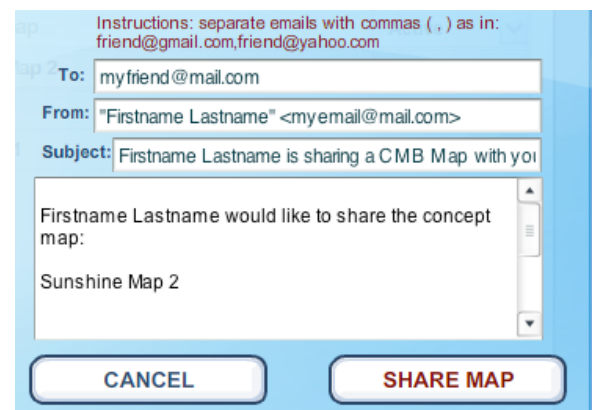 Instructions: separate emails with commas ( , ) as in:
friend@gmail.com,friend@yahoo.com
To: myfriend@mail.com
From: "Firstname Lastname" <myemail@mail.com>
Subject: Firstname Lastname is sharing a CMB Map with you
Firstname Lastname would like to share the concept
map:
Sunshine Map 2
CANCEL SHARE MAP